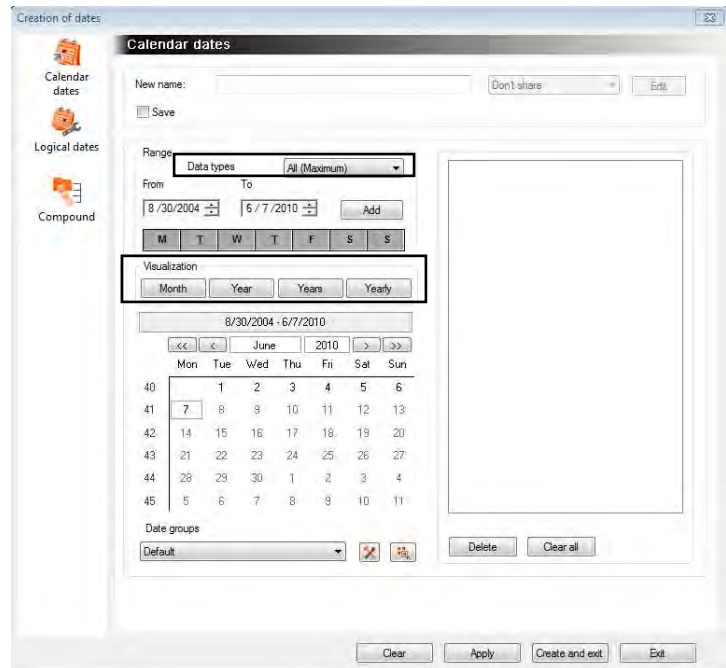 Creation of dates
Calendar dates
Calendar
dates
Logical dates
Compound
New name:
Don't share
Edit
Save
Range
Data types All (Maximum)
From To
8 /30/2004 6 / 7 /2010 Add
M T W T F S S
Visualization
Month Year Years Yearly
8/30/2004 - 6/7/2010
<< < June 2010 > >>
Mon Tue Wed Thu Fri Sat Sun
40 1 2 3 4 5 6
41 7 8 9 10 11 12 13
42 14 15 16 17 18 19 20
43 21 22 23 24 25 26 27
44 28 29 30 1 2 3 4
45 5 6 7 8 9 10 11
Date groups
Default
Delete Clear all
Clear Apply Create and exit Exit